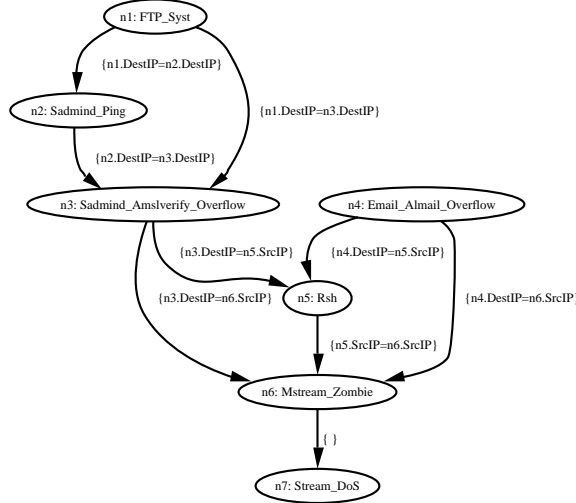 n1: FTP_Syst
{n1.DestIP=n2.DestIP}
n2: Sadmind_Ping
{n1.DestIP=n3.DestIP}
{n2.DestIP=n3.DestIP}
n3: Sadmind_Amslverify_Overflow
n4: Email_Almail_Overflow
{n3.DestIP=n5.SrcIP}
{n4.DestIP=n5.SrcIP}
{n3.DestIP=n6.SrcIP}
n5: Rsh
{n4.DestIP=n6.SrcIP}
{n5.SrcIP=n6.SrcIP}
n6: Mstream_Zombie
{ }
n7: Stream_DoS